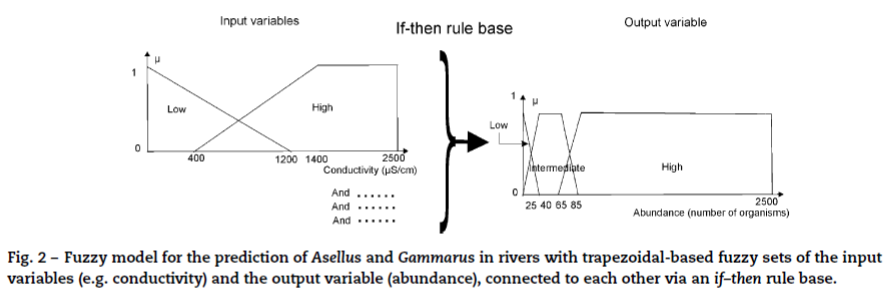 Input variables
If-then rule base
Output variable
μ
1
Low
High
0
400
1200 1400
2500
Conductivity (μS/cm)
And ......
And ......
And ......
1
μ
Low
Intermediate
High
0
25 40 65 85
2500
Abundance (number of organisms)
Fig. 2 – Fuzzy model for the prediction of Asellus and Gammarus in rivers with trapezoidal-based fuzzy sets of the input
variables (e.g. conductivity) and the output variable (abundance), connected to each other via an if–then rule base.